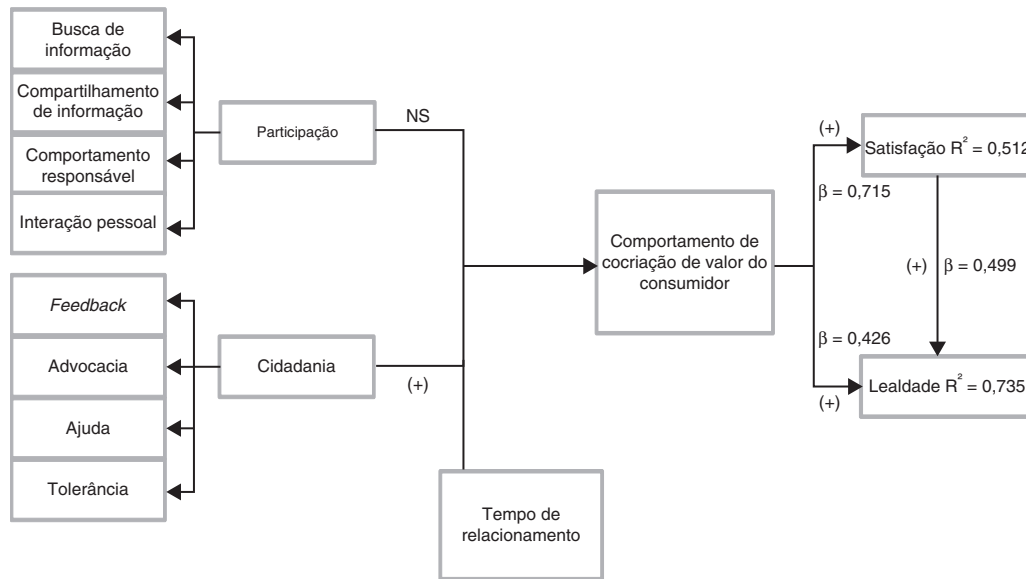 Busca de
informação
Compartilhamento
de informação
Comportamento
responsável
Interação pessoal
Participação
NS
Feedback
Advocacia
Ajuda
Tolerância
Cidadania
(+)
Tempo de
relacionamento
Comportamento de
cocriação de valor do
consumidor
(+)
β = 0,715
Satisfação R² = 0,512
(+) β = 0,499
β = 0,426
(+)
Lealdade R² = 0,735